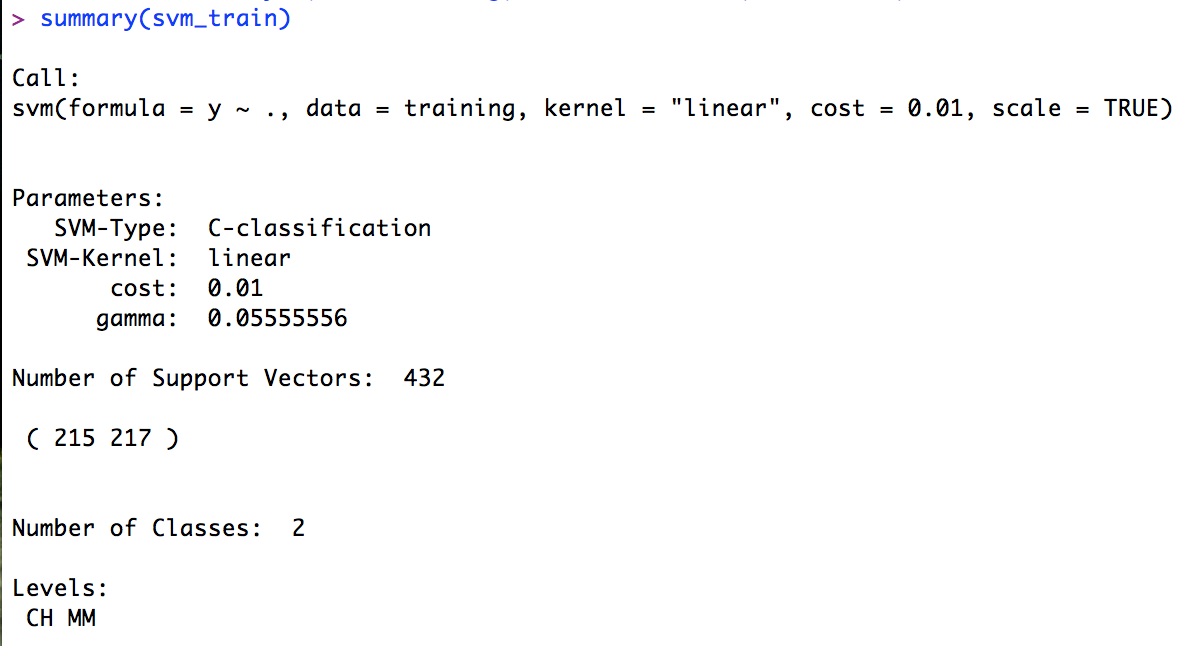 > summary(svm_train)
Call:
svm(formula = y ~ ., data = training, kernel = "linear", cost = 0.01, scale = TRUE)
Parameters:
SVM-Type: C-classification
SVM-Kernel: linear
cost: 0.01
gamma: 0.05555556
Number of Support Vectors: 432
( 215 217 )
Number of Classes: 2
Levels:
CH MM